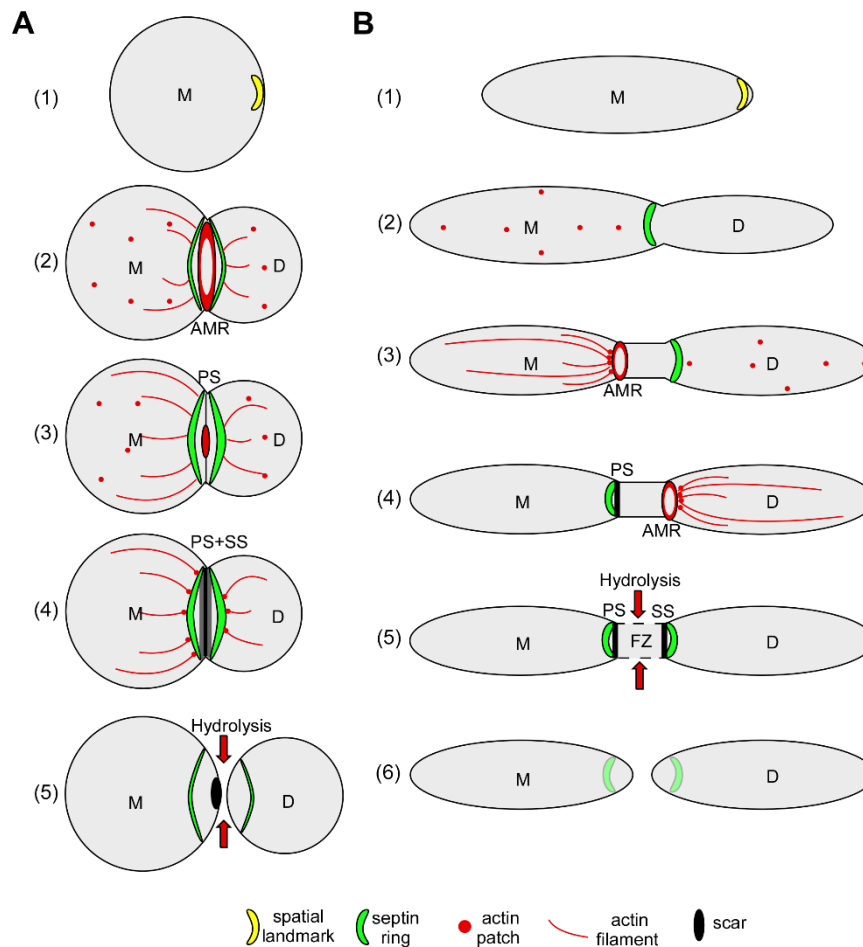 A
B
(1)
M
(1)
M
(2)
M
D
AMR
(2)
M
D
(3)
PS
M
D
(3)
M
D
AMR
(4)
PS+SS
M
D
(4)
PS
M
D
AMR
Hydrolysis
(5)
PS
SS
M
FZ
D
(5)
Hydrolysis
M
D
(6)
M
D
spatial
landmark
septin
ring
actin
patch
actin
filament
scar